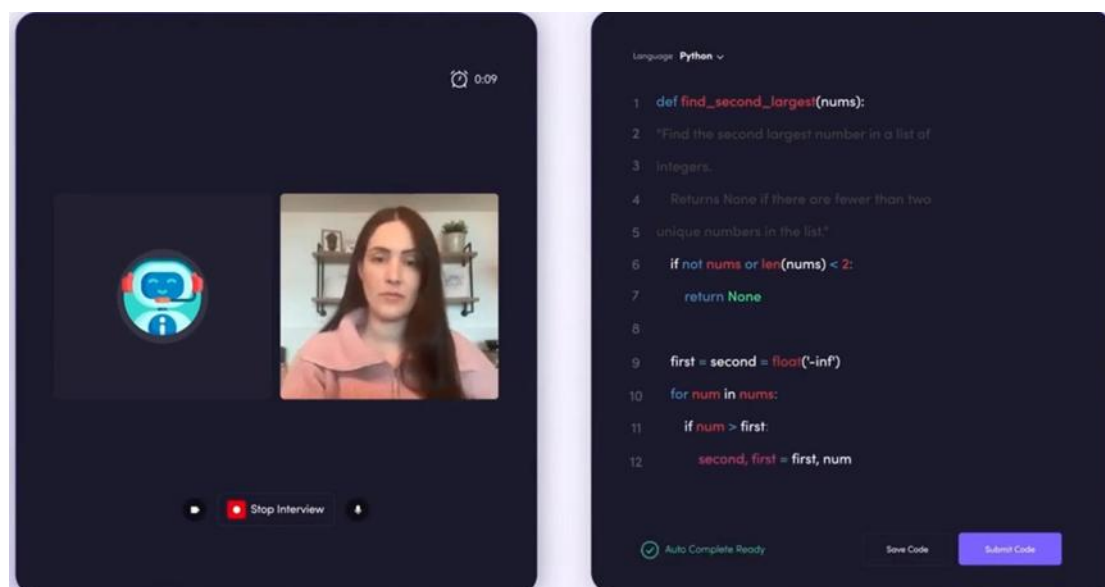 0:09
Stop Interview
Language Python
1 def find_second_largest(nums):
2 "Find the second largest number in a list of
3 integers.
4 Returns None if there are fewer than two
5 unique numbers in the list."
6 if not nums or len(nums) < 2:
7 return None
8
9 first = second = float('-inf')
10 for num in nums:
11 if num > first:
12 second, first = first, num
Auto Complete Ready
Save Code
Submit Code